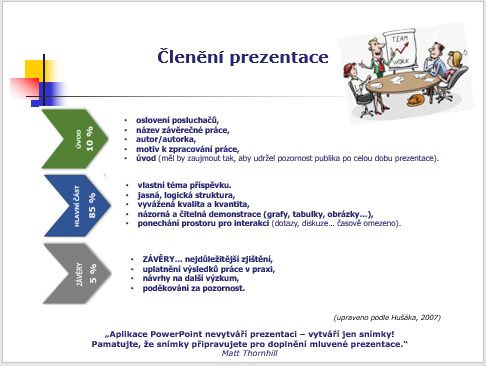 Členění prezentace
TEAM
WORK
ÚVOD
10 %
• oslovení posluchačů,
• název závěrečné práce,
• autor/autorka,
• motiv k zpracování práce,
• úvod (měl by zaujmout tak, aby udržel pozornost publika po celou dobu prezentace).
HLAVNÍ ČÁST
85 %
• vlastní téma příspěvku.
• jasná, logická struktura,
• vyvážená kvalita a kvantita,
• názorná a čitelná demonstrace (grafy, tabulky, obrázky…),
• ponechání prostoru pro interakci (dotazy, diskuze… časově omezeno).
ZÁVĚRY
5 %
• ZÁVĚRY… nejdůležitější zjištění,
• uplatnění výsledků práce v praxi,
• návrhy na další výzkum,
• poděkování za pozornost.
(upraveno podle Hušáka, 2007)
„Aplikace PowerPoint nevytváří prezentaci – vytváří jen snímky!
Pamatujte, že snímky připravujete pro doplnění mluvené prezentace.“
Matt Thornhill